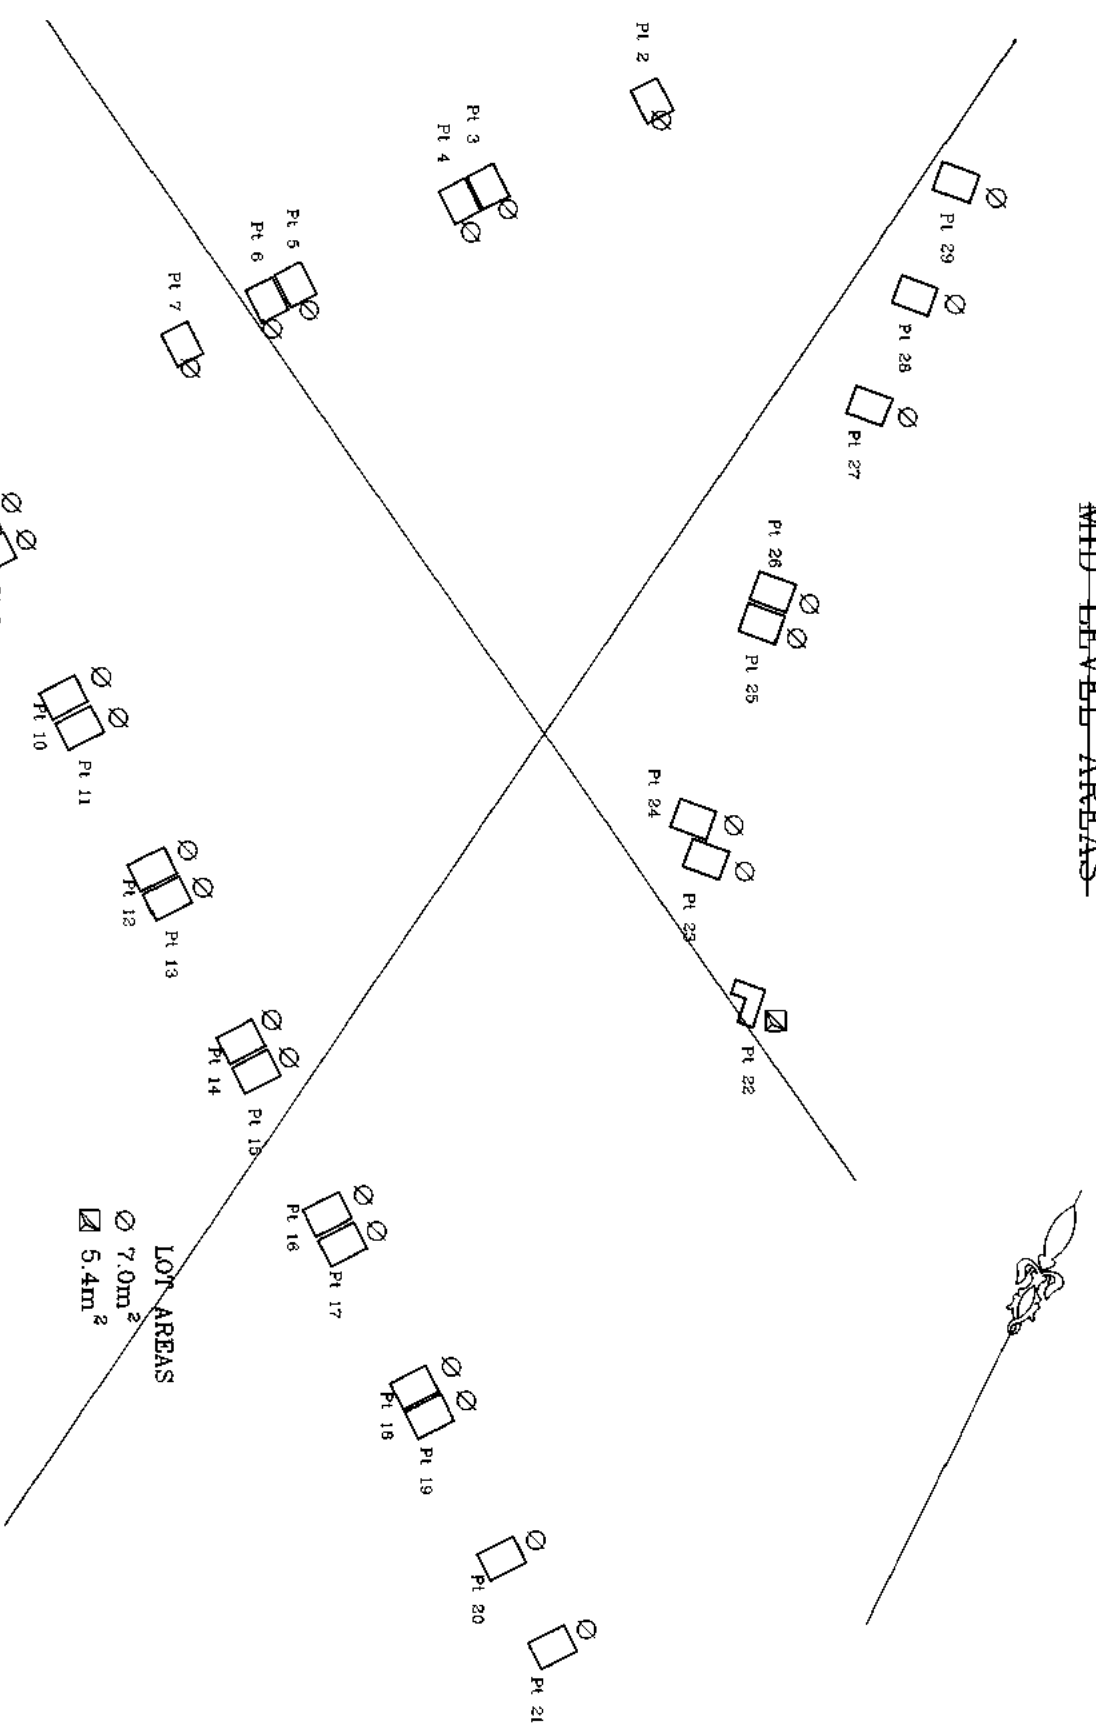 MID LEVEL AREAS
Pt 2
Pt 3
Pt 4
Pt 5
Pt 6
Pt 7
Pt 10
Pt 11
Pt 12
Pt 13
Pt 14
Pt 15
Pt 16
Pt 17
Pt 18
Pt 19
Pt 20
Pt 21
Pt 22
Pt 23
Pt 24
Pt 25
Pt 26
Pt 27
Pt 28
Pt 29
LOT AREAS
∅ 7.0m²
5.4m²